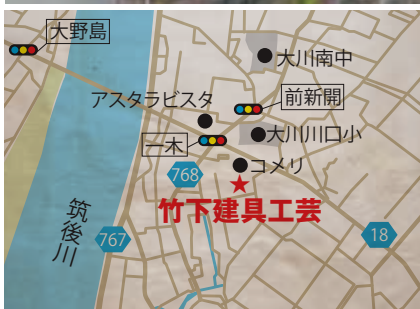 大野島
大川南中
アスタラビスタ
前新開
一木
大川川口小
768
コメリ
竹下建具工芸
筑後川
767
18